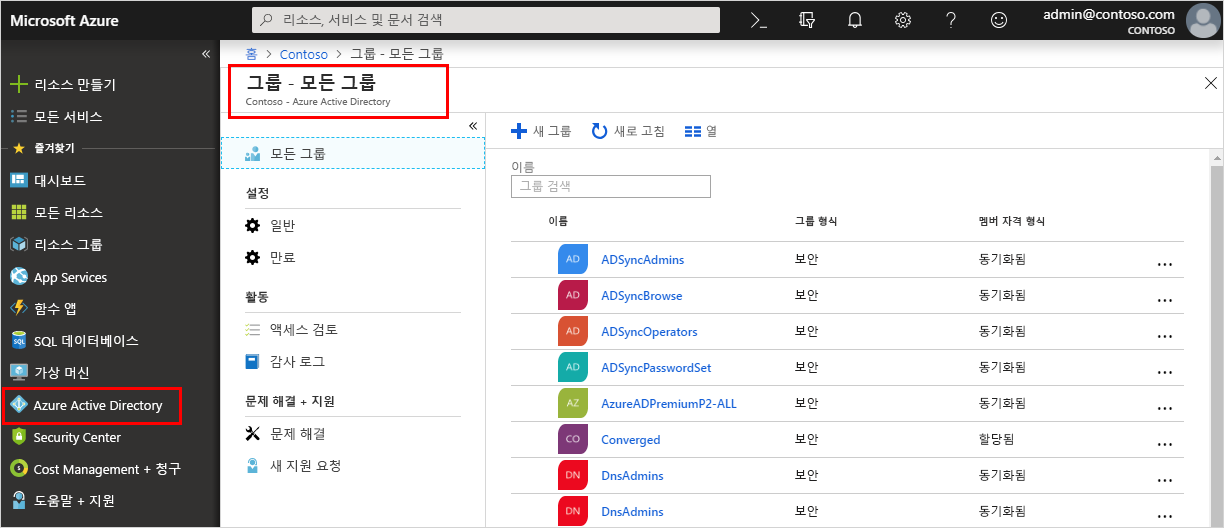 Microsoft Azure
리소스, 서비스 및 문서 검색
admin@contoso.com
CONTOSO
홈 > Contoso > 그룹 - 모든 그룹
그룹 - 모든 그룹
Contoso - Azure Active Directory
리소스 만들기
모든 서비스
즐겨찾기
대시보드
모든 리소스
리소스 그룹
App Services
함수 앱
SQL 데이터베이스
가상 머신
Azure Active Directory
Security Center
Cost Management + 청구
도움말 + 지원
모든 그룹
설정
일반
만료
활동
액세스 검토
감사 로그
문제 해결 + 지원
문제 해결
새 지원 요청
새 그룹 새로 고침 열
이름
그룹 검색
이름 그룹 형식 멤버 자격 형식
AD ADSyncAdmins 보안 동기화됨 ...
AD ADSyncBrowse 보안 동기화됨 ...
AD ADSyncOperators 보안 동기화됨 ...
AD ADSyncPasswordSet 보안 동기화됨 ...
AZ AzureADPremiumP2-ALL 보안 동기화됨 ...
CO Converged 보안 할당됨 ...
DN DnsAdmins 보안 동기화됨 ...
DN DnsAdmins 보안 동기화됨 ...